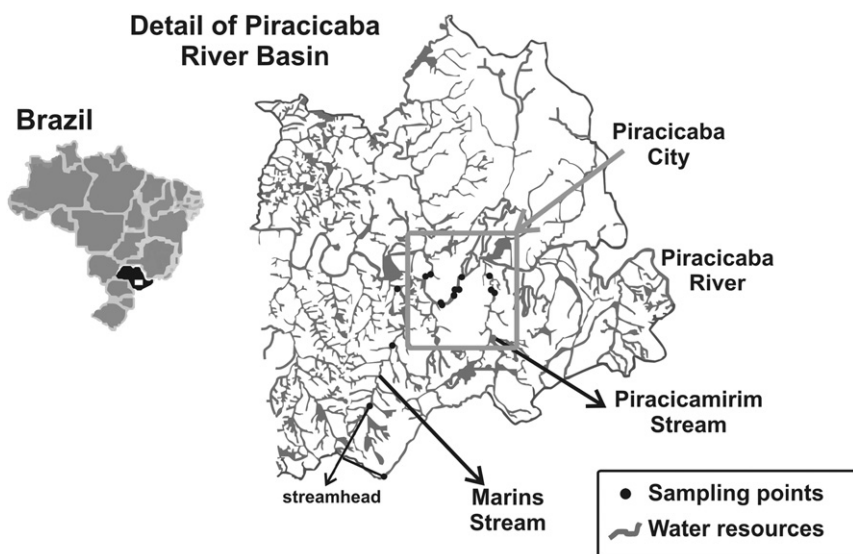 Detail of Piracicaba
River Basin
Brazil
Piracicaba
City
Piracicaba
River
Piracicamirim
Stream
streamhead
Marins
Stream
Sampling points
Water resources